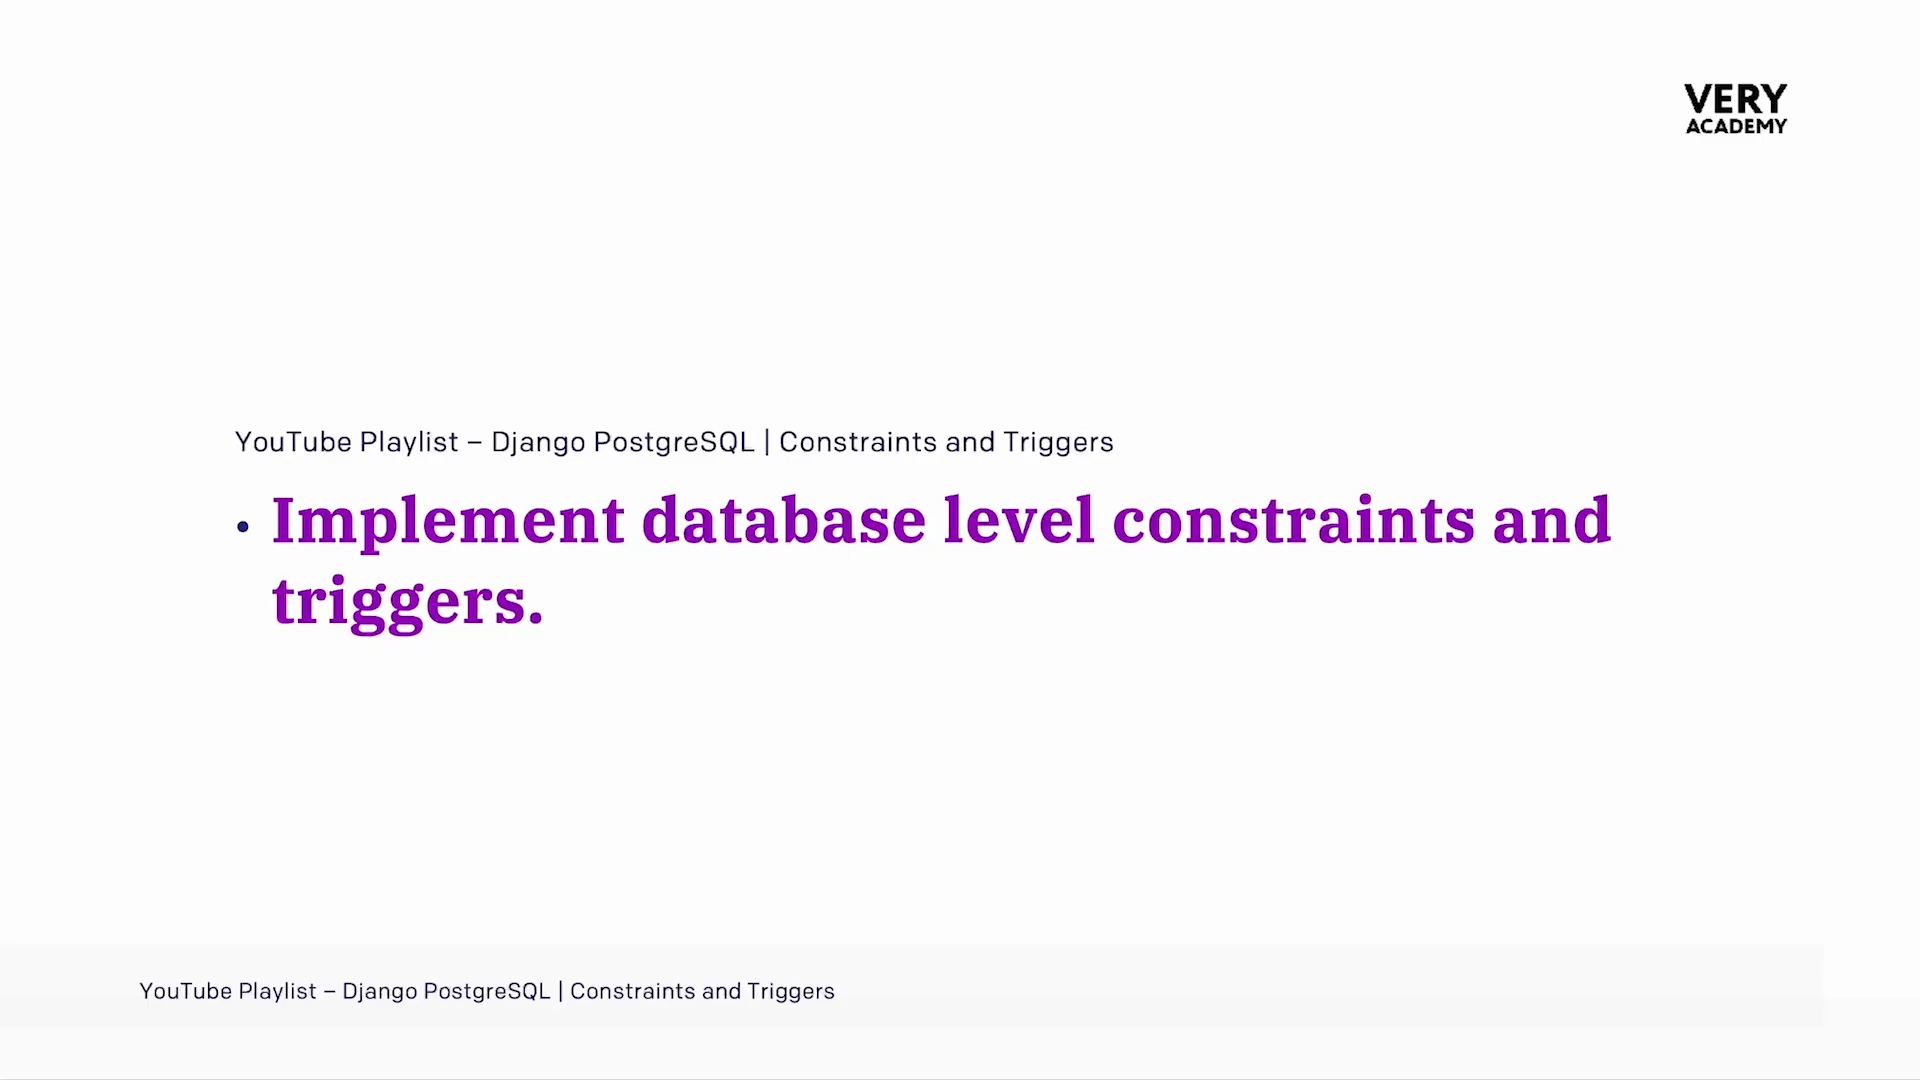 VERY
ACADEMY
YouTube Playlist – Django PostgreSQL | Constraints and Triggers
• Implement database level constraints and
triggers.
YouTube Playlist – Django PostgreSQL | Constraints and Triggers